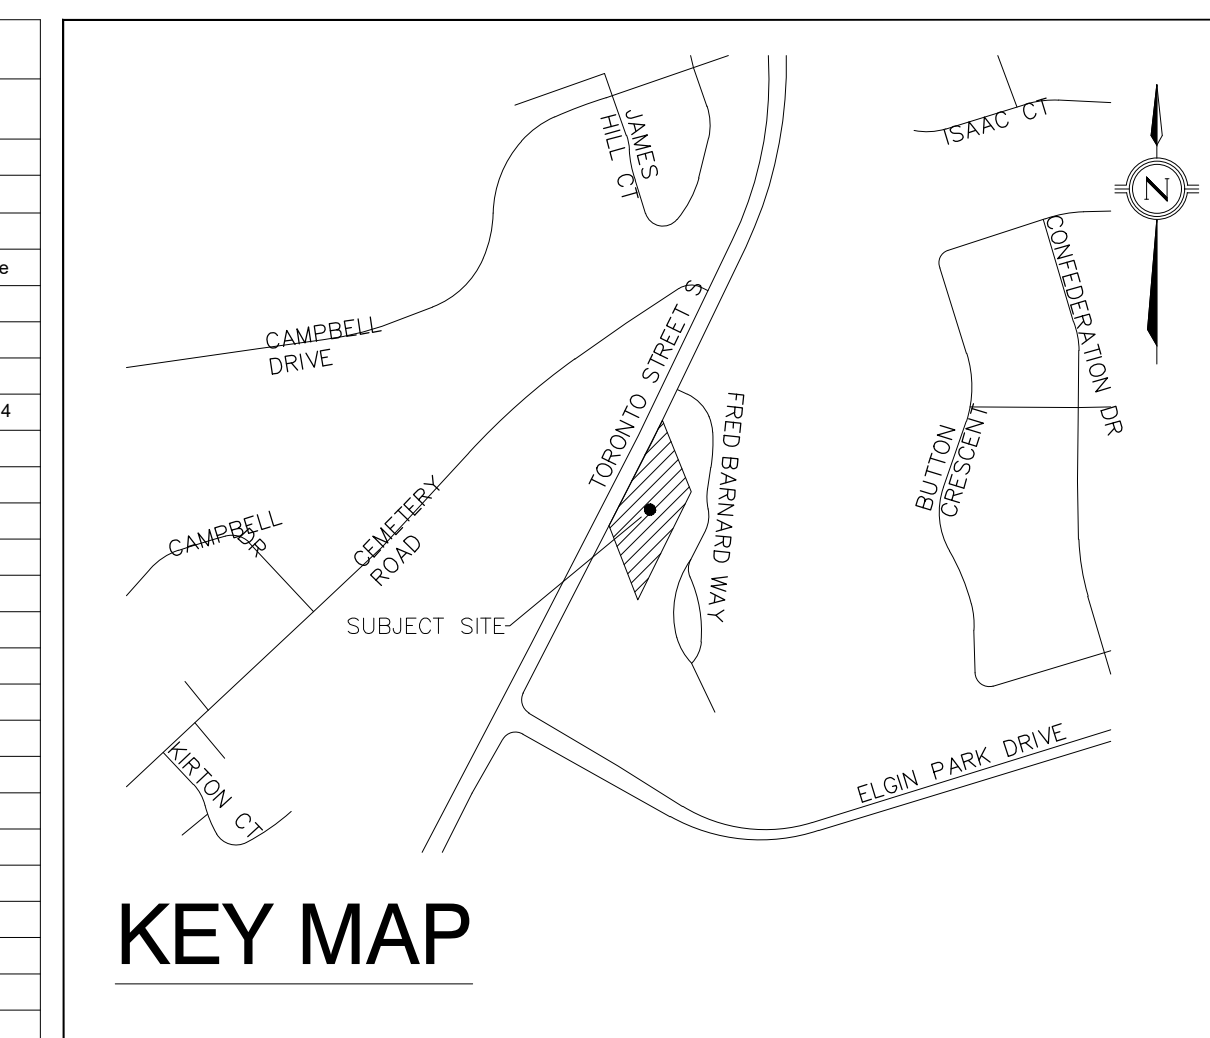 e
4
JAMES
HILL CT
ISAAC CT
N
CONFEDERATION DR
CAMPBELL
DRIVE
TORONTO STREET S
FRED BARNARD WAY
BUTTON
CRESCENT
CEMETERY
ROAD
CAMPBELL
DR
SUBJECT SITE
KIRTON CT
ELGIN PARK DRIVE
KEY MAP